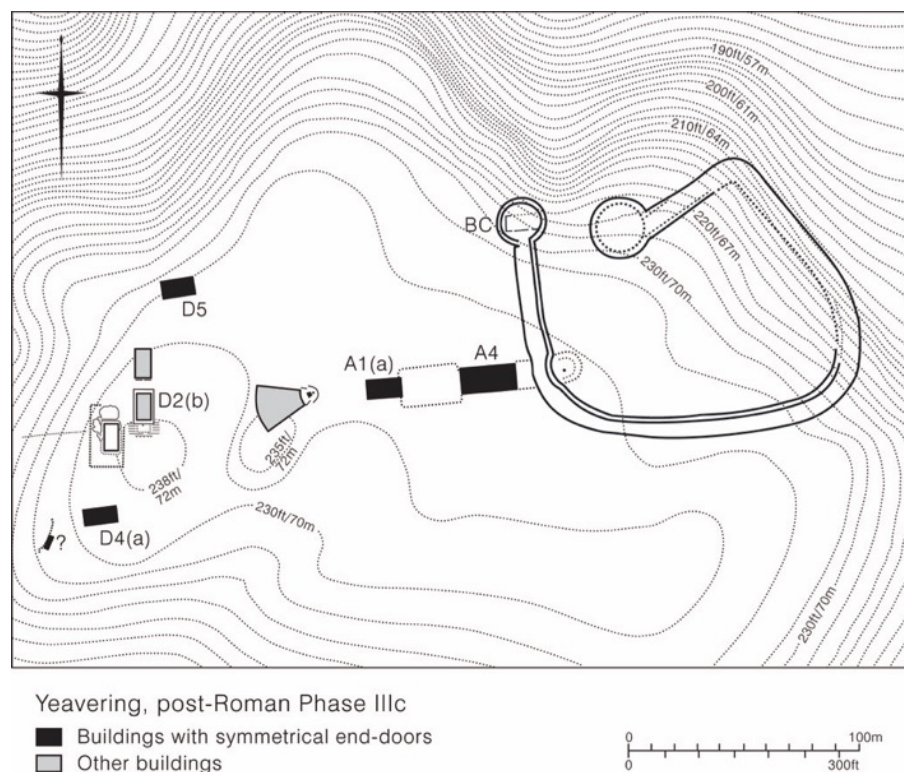 190ft/57m
200ft/61m
210ft/64m
220ft/67m
230ft/70m
BC
D5
A1(a)
A4
D2(b)
235ft/
72m
238ft/
72m
230ft/70m
D4(a)
?
230ft/70m
Yeavering, post-Roman Phase IIIc
Buildings with symmetrical end-doors
Other buildings
0 100m
0 300ft